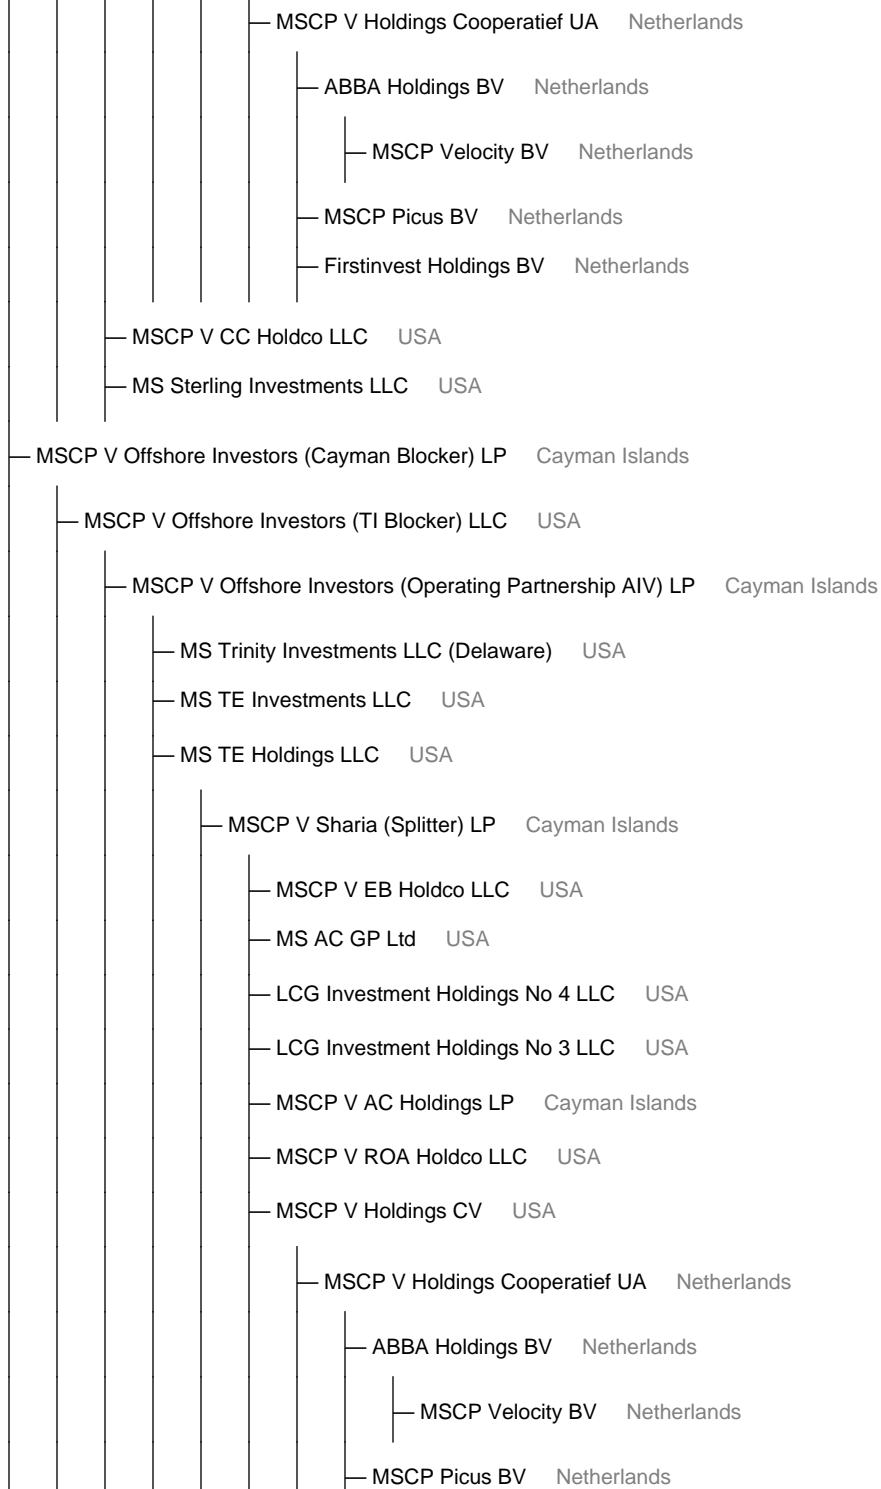 MSCP V Holdings Cooperatief UA Netherlands
ABBA Holdings BV Netherlands
MSCP Velocity BV Netherlands
MSCP Picus BV Netherlands
Firstinvest Holdings BV Netherlands
MSCP V CC Holdco LLC USA
MS Sterling Investments LLC USA
MSCP V Offshore Investors (Cayman Blocker) LP Cayman Islands
MSCP V Offshore Investors (TI Blocker) LLC USA
MSCP V Offshore Investors (Operating Partnership AIV) LP Cayman Islands
MS Trinity Investments LLC (Delaware) USA
MS TE Investments LLC USA
MS TE Holdings LLC USA
MSCP V Sharia (Splitter) LP Cayman Islands
MSCP V EB Holdco LLC USA
MS AC GP Ltd USA
LCG Investment Holdings No 4 LLC USA
LCG Investment Holdings No 3 LLC USA
MSCP V AC Holdings LP Cayman Islands
MSCP V ROA Holdco LLC USA
MSCP V Holdings CV USA
MSCP V Holdings Cooperatief UA Netherlands
ABBA Holdings BV Netherlands
MSCP Velocity BV Netherlands
MSCP Picus BV Netherlands